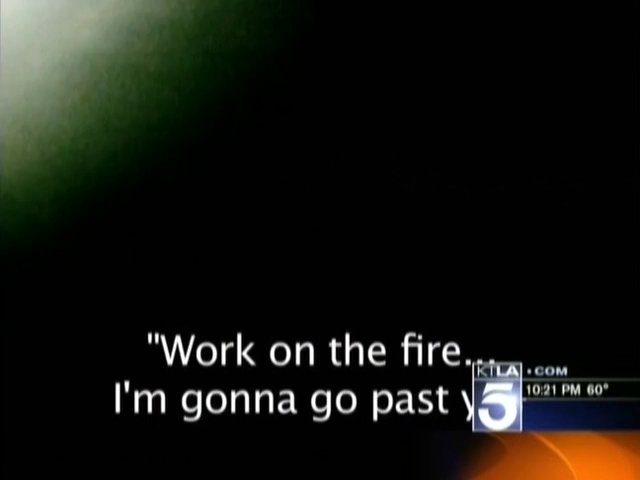 "Work on the fire...
I'm gonna go past
KTLA •COM
5 10:21 PM 60°